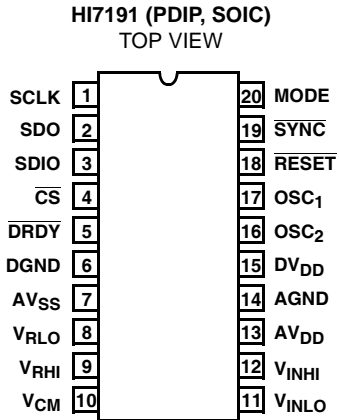 HI7191 (PDIP, SOIC)
TOP VIEW
SCLK 1 20 MODE
SDO 2 19 SYNC
SDIO 3 18 RESET
CS 4 17 OSC1
DRDY 5 16 OSC2
DGND 6 15 DVDD
AVSS 7 14 AGND
VRLO 8 13 AVDD
VRHI 9 12 VINHI
VCM 10 11 VINLO